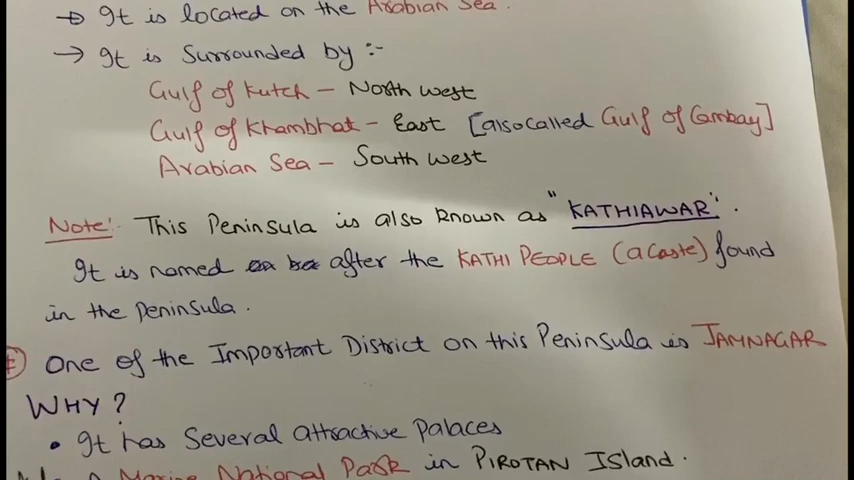 → It is located on the Arabian Sea.
→ It is Surrounded by :-
Gulf of Kutch - North west
Gulf of Khambhat - East [also called Gulf of Cambay]
Arabian Sea - South west
Note:- This Peninsula is also known as "KATHIAWAR".
It is named after the KATHI PEOPLE (a caste) found
in the Peninsula.
One of the Important District on this Peninsula is JAMNAGAR
WHY?
• It has Several attractive Palaces
A Marine National Park in PIROTAN Island.